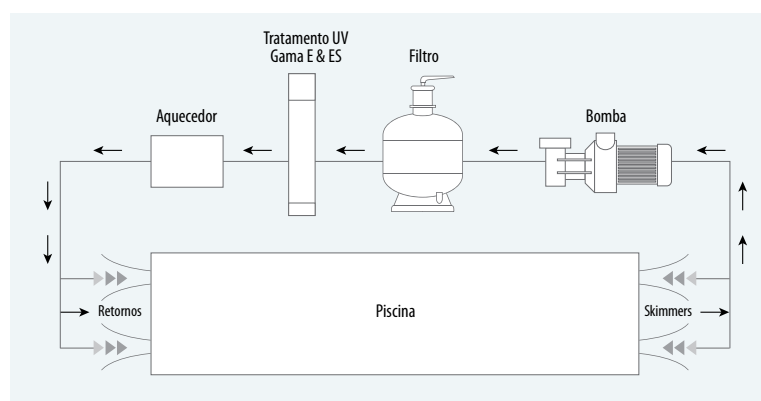 Tratamento UV
Gama E & ES
Filtro
Aquecedor
Bomba
Retornos
Piscina
Skimmers